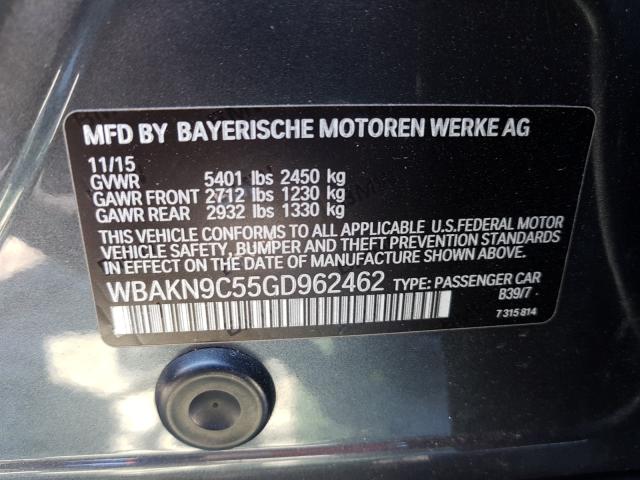 MFD BY BAYERISCHE MOTOREN WERKE AG
11/15
GVWR 5401 lbs 2450 kg
GAWR FRONT 2712 lbs 1230 kg
GAWR REAR 2932 lbs 1330 kg
THIS VEHICLE CONFORMS TO ALL APPLICABLE U.S.FEDERAL MOTOR
VEHICLE SAFETY, BUMPER AND THEFT PREVENTION STANDARDS
IN EFFECT ON THE DATE OF MANUFACTURE SHOWN ABOVE.
WBAKN9C55GD962462 TYPE: PASSENGER CAR
B39/7
7 315 814